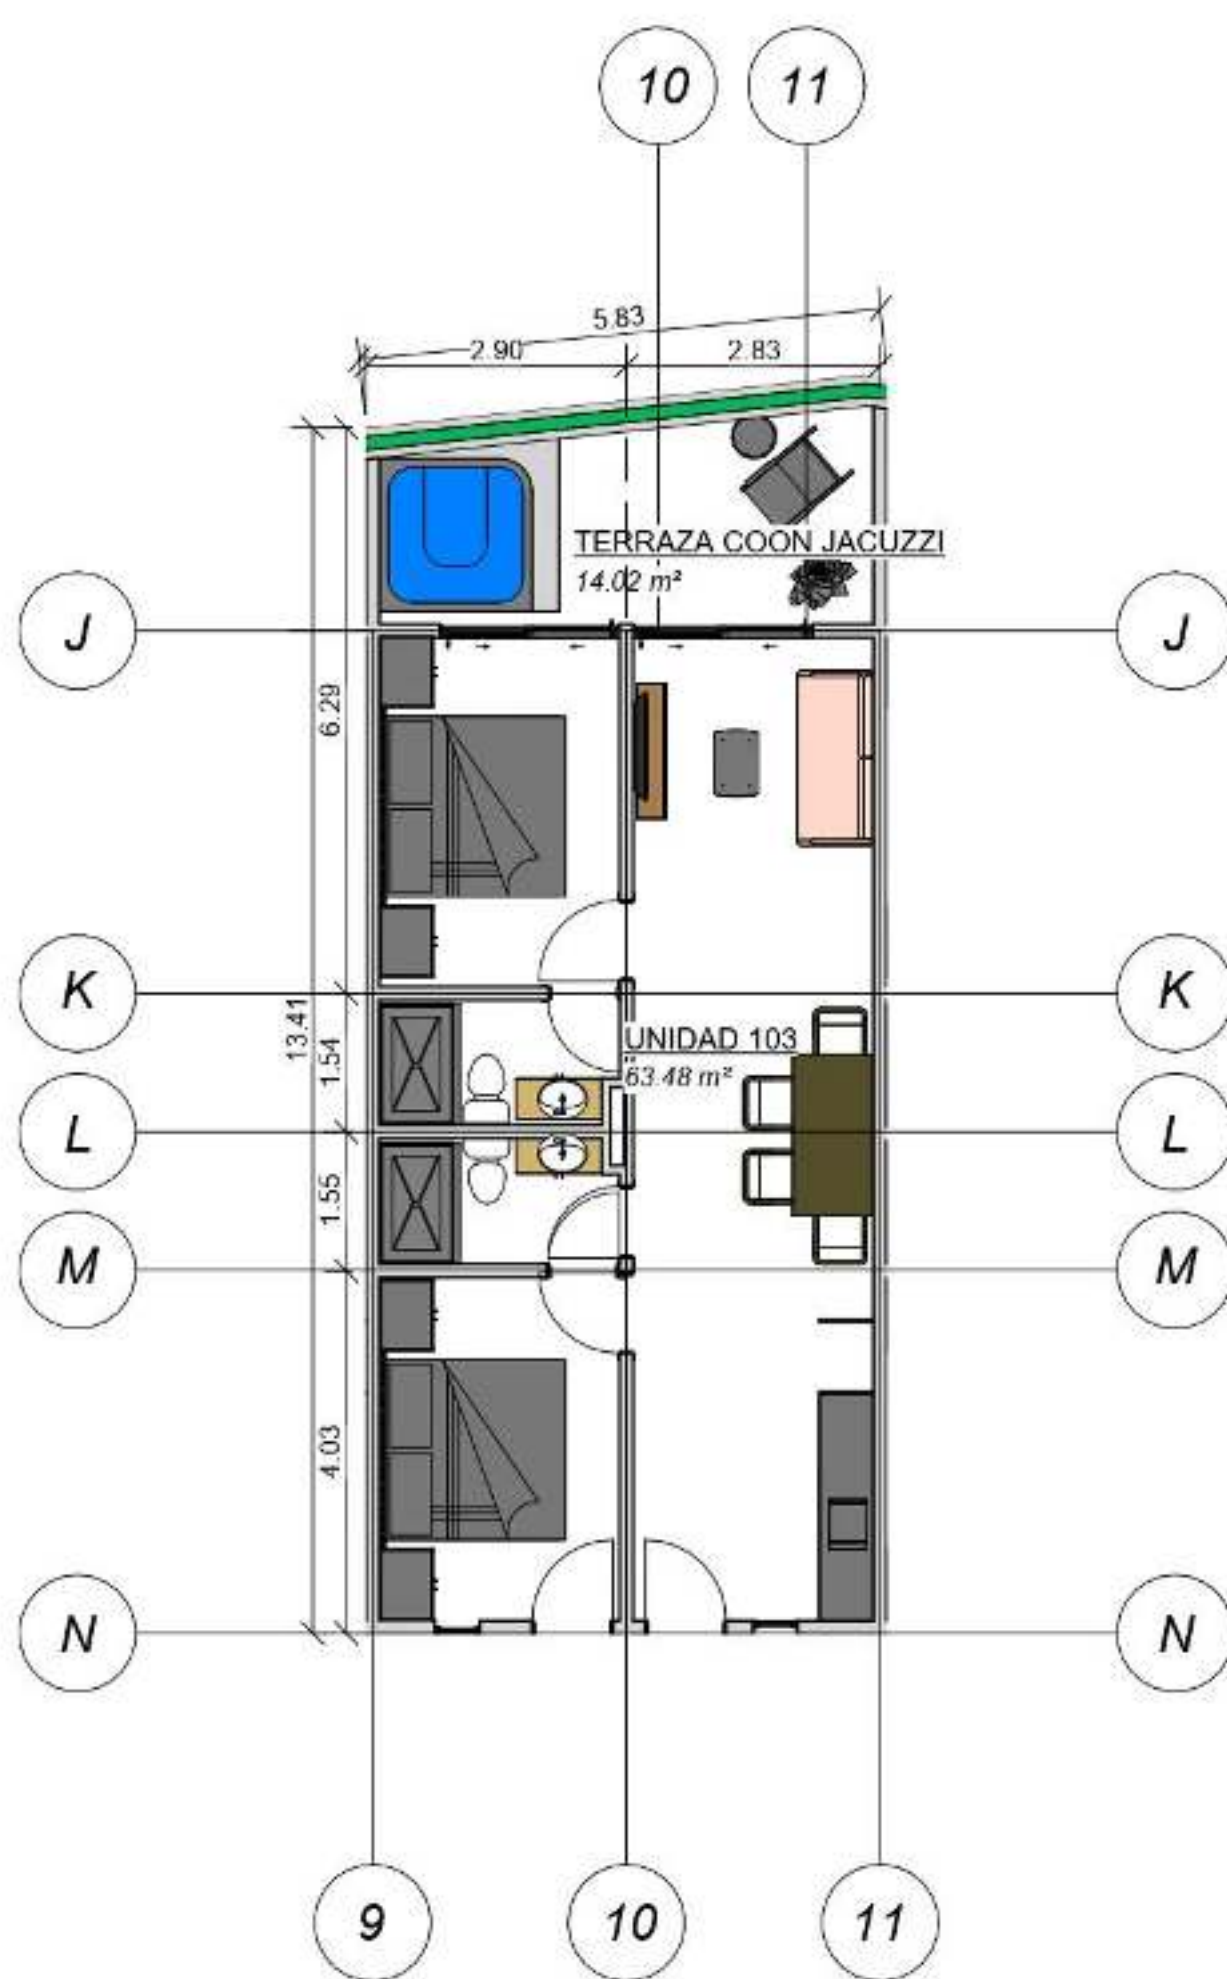 10
11
5.83
2.90
2.83
TERRAZA COON JACUZZI
14.02 m²
J
J
6.29
K
K
13.41
1.54
UNIDAD 103
63.48 m²
L
L
1.55
M
M
4.03
N
N
9
10
11